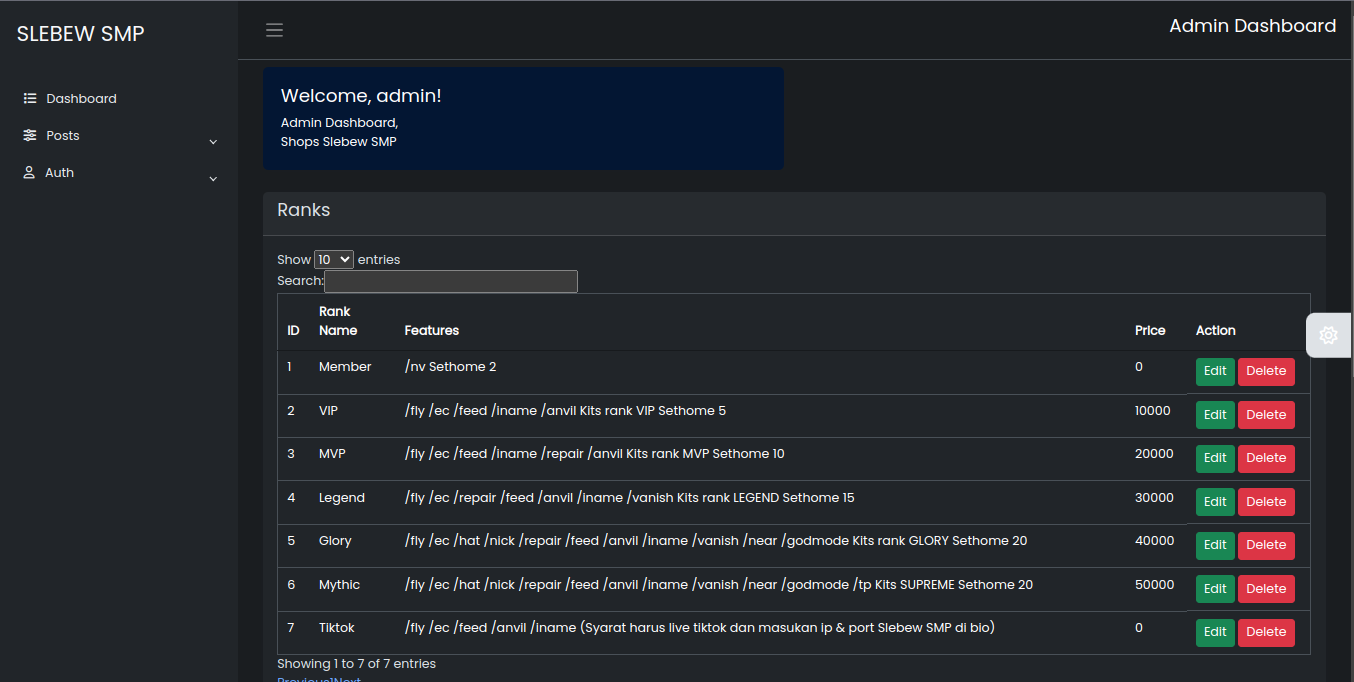 SLEBEW SMP
Admin Dashboard
Dashboard
Posts
Auth
Welcome, admin!
Admin Dashboard,
Shops Slebew SMP
Ranks
Show 10 entries
Search:
ID Rank Name Features Price Action
1 Member /nv Sethome 2 0 Edit Delete
2 VIP /fly /ec /feed /iname /anvil Kits rank VIP Sethome 5 10000 Edit Delete
3 MVP /fly /ec /feed /iname /repair /anvil Kits rank MVP Sethome 10 20000 Edit Delete
4 Legend /fly /ec /repair /feed /anvil /iname /vanish Kits rank LEGEND Sethome 15 30000 Edit Delete
5 Glory /fly /ec /hat /nick /repair /feed /anvil /iname /vanish /near /godmode Kits rank GLORY Sethome 20 40000 Edit Delete
6 Mythic /fly /ec /hat /nick /repair /feed /anvil /iname /vanish /near /godmode /tp Kits SUPREME Sethome 20 50000 Edit Delete
7 Tiktok /fly /ec /feed /anvil /iname (Syarat harus live tiktok dan masukan ip & port Slebew SMP di bio) 0 Edit Delete
Showing 1 to 7 of 7 entries
Previous1Next